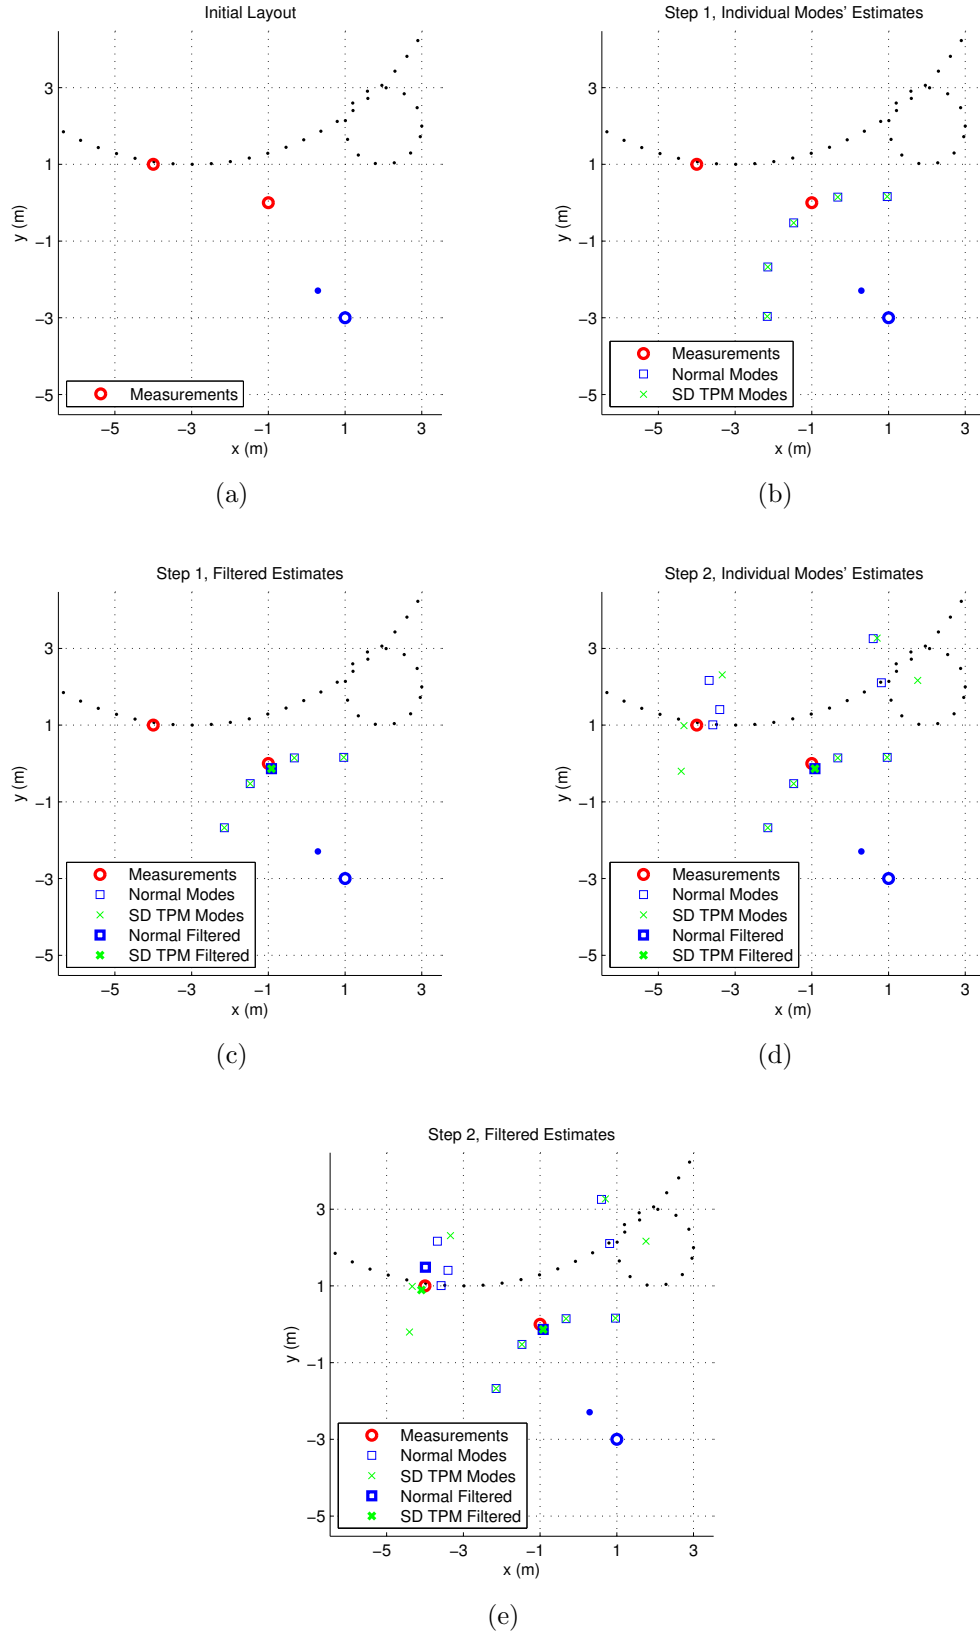 Initial Layout
3
1
−1
−3
−5
y (m)
Measurements
−5 −3 −1 1 3
x (m)
(a)
Step 1, Individual Modes' Estimates
3
1
−1
−3
−5
y (m)
Measurements
Normal Modes
SD TPM Modes
−5 −3 −1 1 3
x (m)
(b)
Step 1, Filtered Estimates
3
1
−1
−3
−5
y (m)
Measurements
Normal Modes
SD TPM Modes
Normal Filtered
SD TPM Filtered
−5 −3 −1 1 3
x (m)
(c)
Step 2, Individual Modes' Estimates
3
1
−1
−3
−5
y (m)
Measurements
Normal Modes
SD TPM Modes
Normal Filtered
SD TPM Filtered
−5 −3 −1 1 3
x (m)
(d)
Step 2, Filtered Estimates
3
1
−1
−3
−5
y (m)
Measurements
Normal Modes
SD TPM Modes
Normal Filtered
SD TPM Filtered
−5 −3 −1 1 3
x (m)
(e)